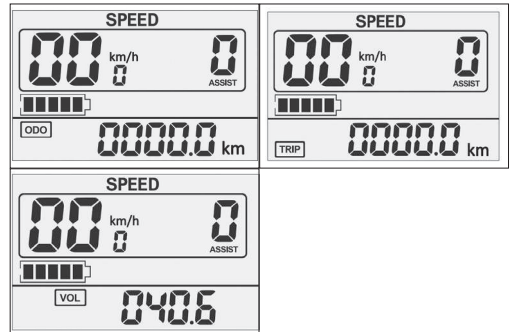 SPEED
00 km/h 0 0 ASSIST
ODO 0000.0 km
SPEED
00 km/h 0 0 ASSIST
TRIP 0000.0 km
SPEED
00 km/h 0 0 ASSIST
VOL 040.6